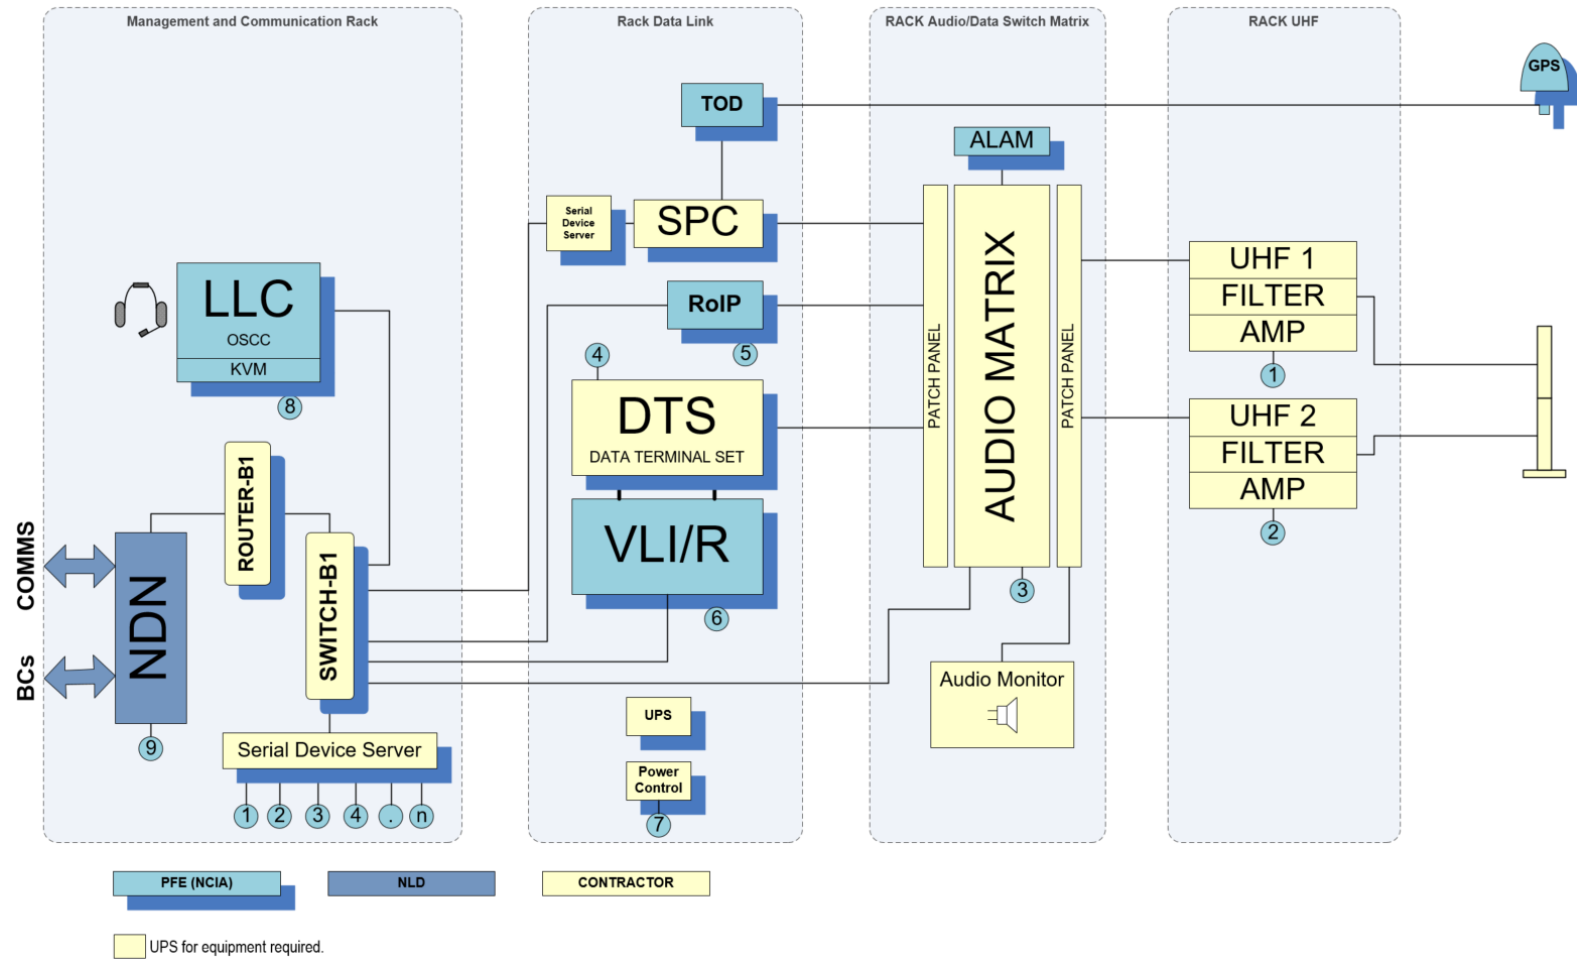 Management and Communication Rack
Rack Data Link
RACK Audio/Data Switch Matrix
RACK UHF
GPS
TOD
ALAM
Serial
Device
Server
SPC
LLC
OSCC
KVM
8
RoIP
5
4
DTS
DATA TERMINAL SET
VLI/R
6
PATCH PANEL
AUDIO MATRIX
PATCH PANEL
3
UHF 1
FILTER
AMP
1
UHF 2
FILTER
AMP
2
ROUTER-B1
SWITCH-B1
COMMS
BCs
NDN
9
Serial Device Server
1
2
3
4
.
n
UPS
Power
Control
7
Audio Monitor
PFE (NCIA)
NLD
CONTRACTOR
UPS for equipment required.